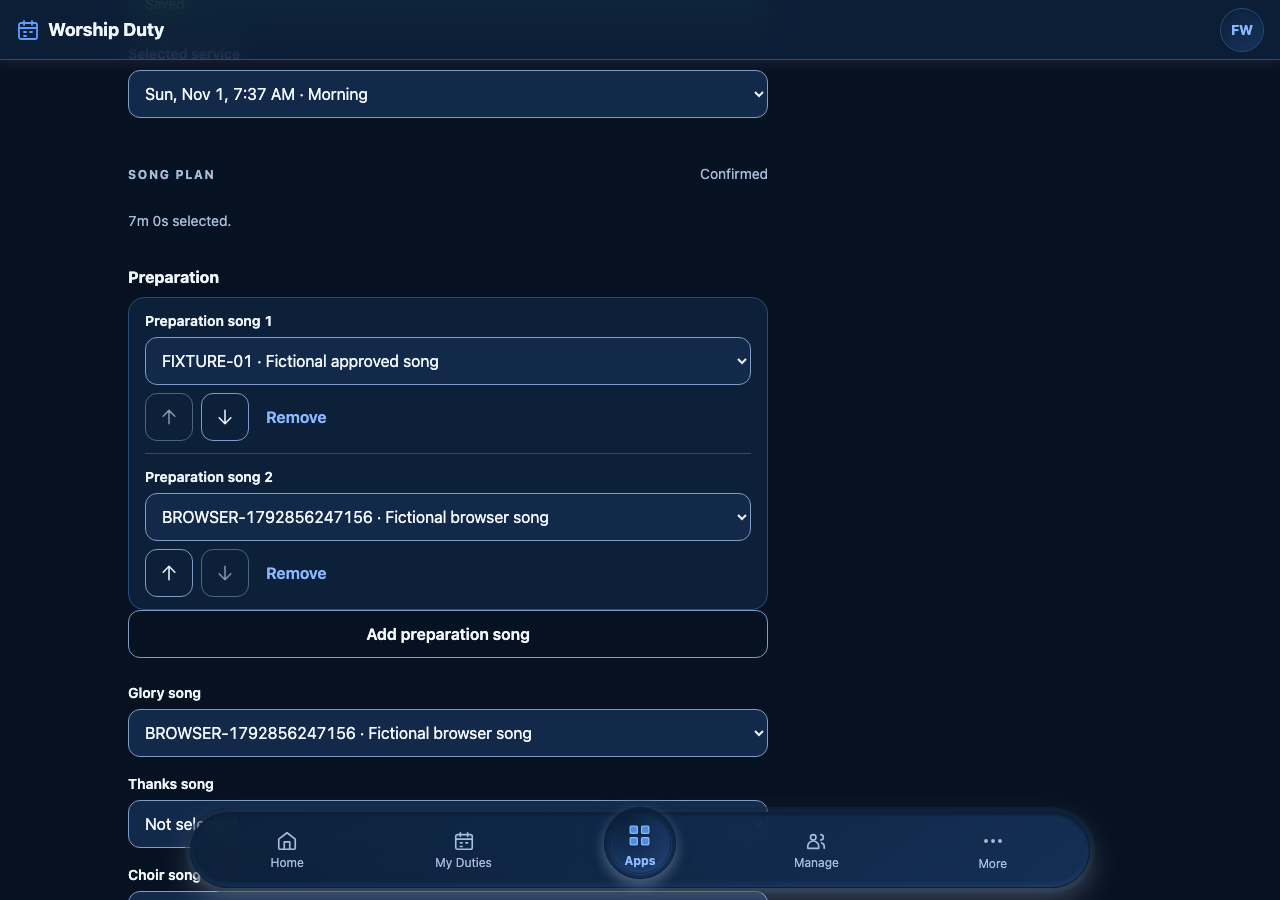 Saved
Worship Duty
FW
Selected service
Sun, Nov 1, 7:37 AM · Morning
SONG PLAN
Confirmed
7m 0s selected.
Preparation
Preparation song 1
FIXTURE-01 · Fictional approved song
Remove
Preparation song 2
BROWSER-1792856247156 · Fictional browser song
Remove
Add preparation song
Glory song
BROWSER-1792856247156 · Fictional browser song
Thanks song
Not selected
Choir song
Home
My Duties
Apps
Manage
More